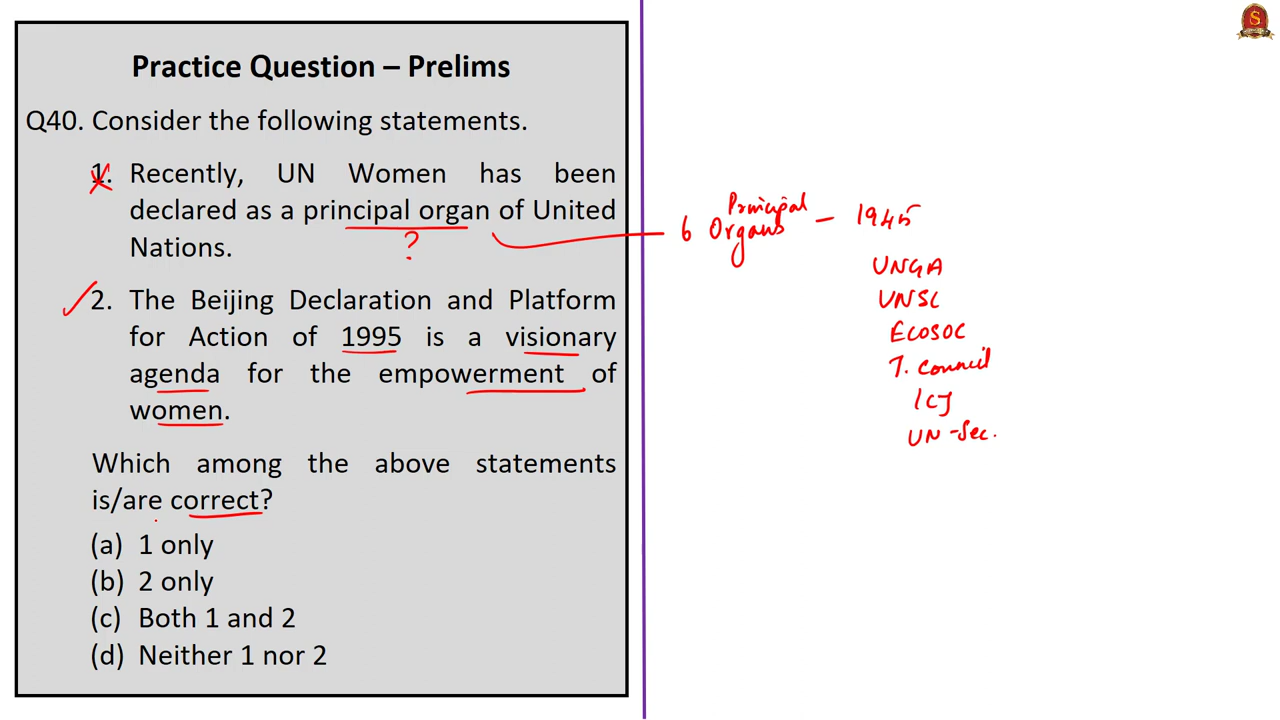 Practice Question – Prelims
Q40. Consider the following statements.
1. Recently, UN Women has been
declared as a principal organ of United
Nations.
?
2. The Beijing Declaration and Platform
for Action of 1995 is a visionary
agenda for the empowerment of
women.
Which among the above statements
is/are correct?
(a) 1 only
(b) 2 only
(c) Both 1 and 2
(d) Neither 1 nor 2
6 Principal Organs – 1945
UNGA
UNSC
ECOSOC
T. Council
ICJ
UN-Sec.
S